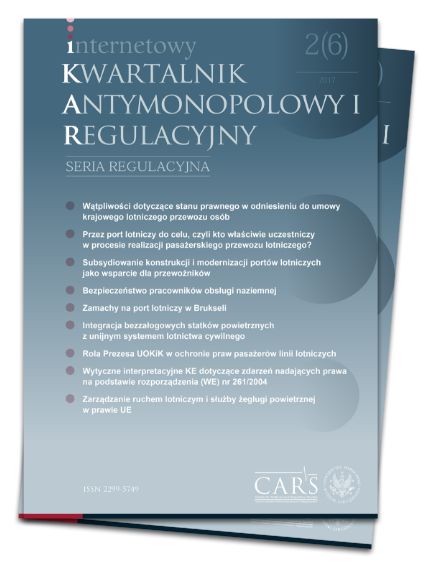 internetowy
2(6)
KWARTALNIK
2017
ANTYMONOPOLOWY I
REGULACYJNY
I
SERIA REGULACYJNA
Wątpliwości dotyczące stanu prawnego w odniesieniu do umowy
krajowego lotniczego przewozu osób
Przez port lotniczy do celu, czyli kto właściwie uczestniczy
w procesie realizacji pasażerskiego przewozu lotniczego?
Subsydiowanie konstrukcji i modernizacji portów lotniczych
jako wsparcie dla przewoźników
Bezpieczeństwo pracowników obsługi naziemnej
Zamachy na port lotniczy w Brukseli
Integracja bezzałogowych statków powietrznych
z unijnym systemem lotnictwa cywilnego
Rola Prezesa UOKiK w ochronie praw pasażerów linii lotniczych
Wytyczne interpretacyjne KE dotyczące zdarzeń nadających prawa
na podstawie rozporządzenia (WE) nr 261/2004
Zarządzanie ruchem lotniczym i służby żeglugi powietrznej
w prawie UE
ISSN 2299-5749
CARS